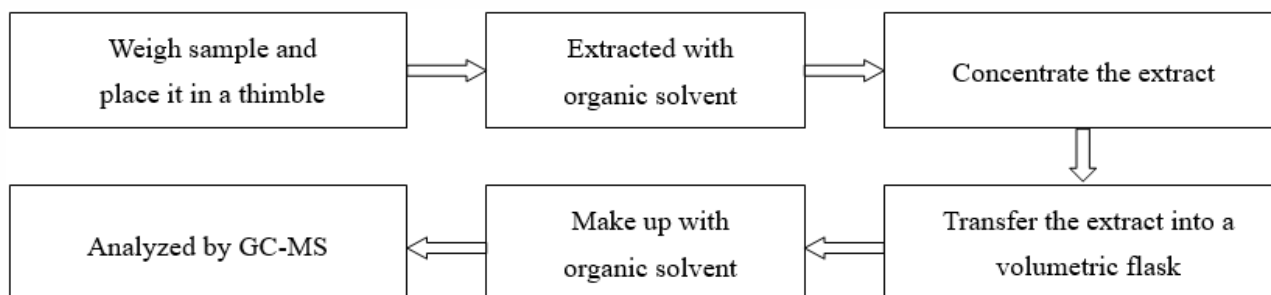 Weigh sample and
place it in a thimble
Extracted with
organic solvent
Concentrate the extract
Transfer the extract into a
volumetric flask
Make up with
organic solvent
Analyzed by GC-MS